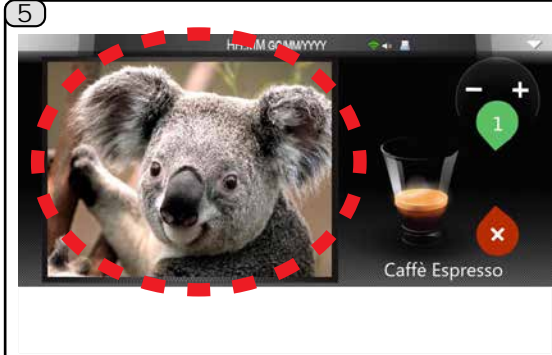 5
HH:MM GG/MM/YYYY
− +
1
×
Caffè Espresso